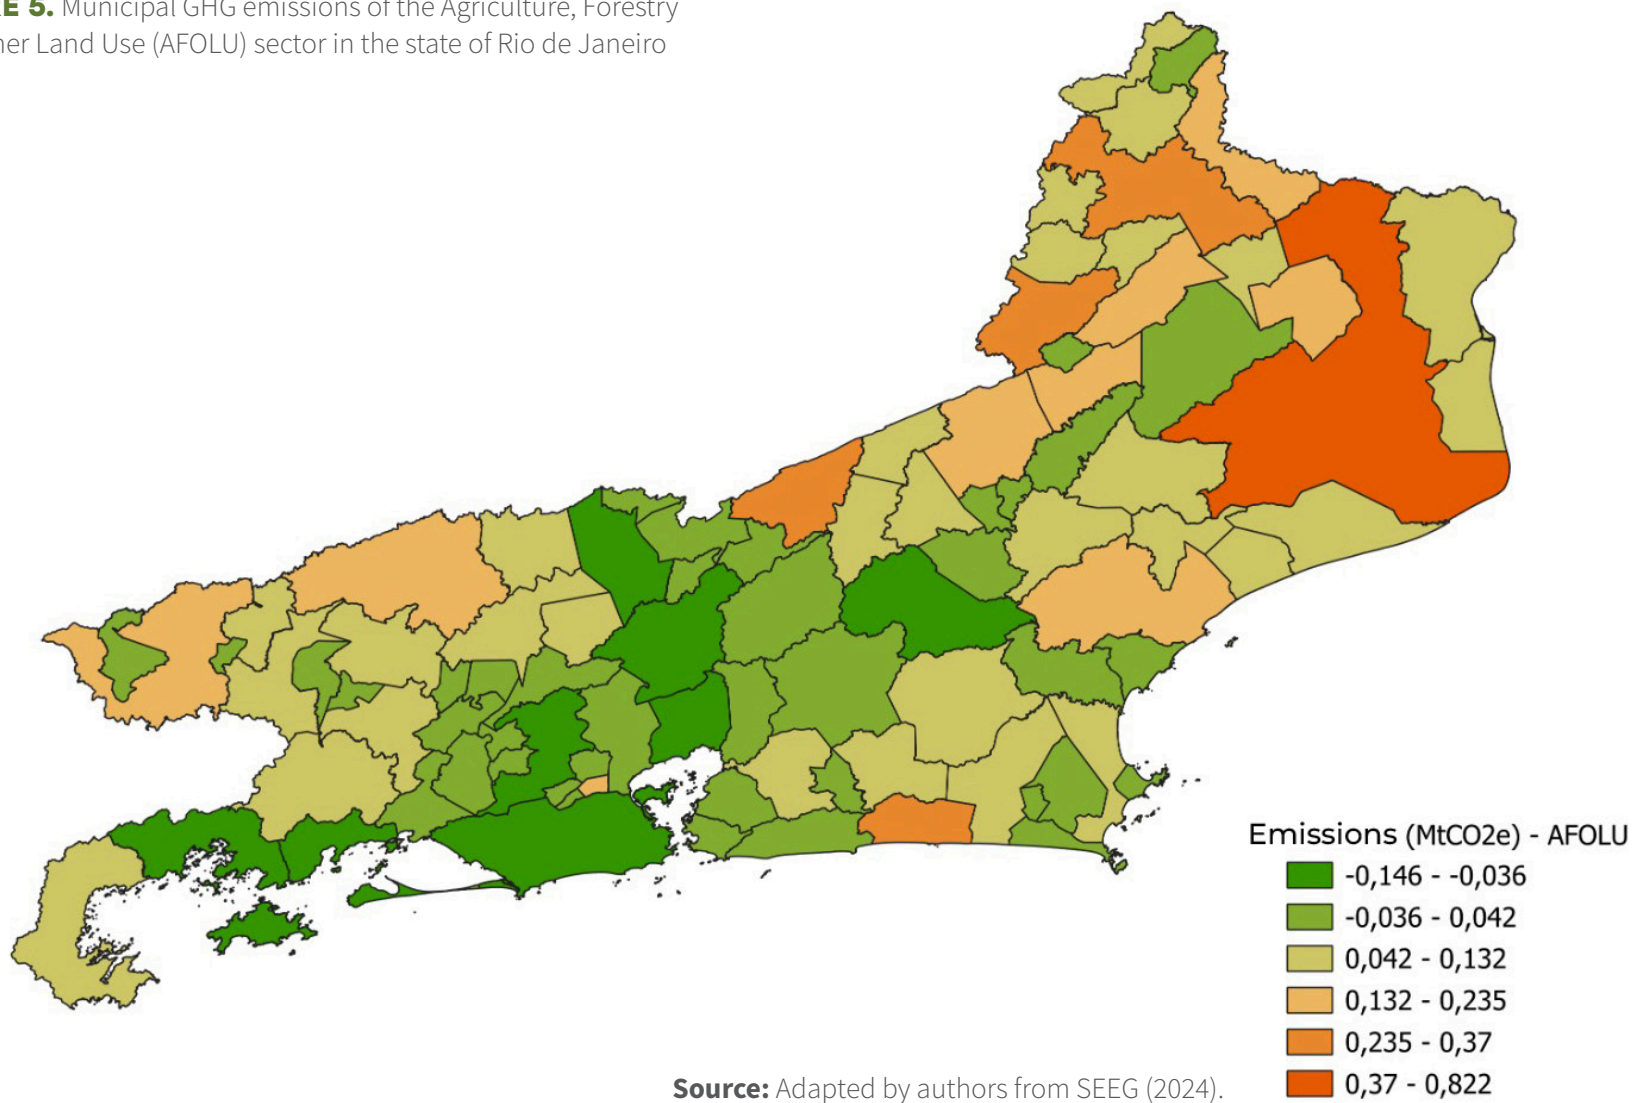 5. Municipal GHG emissions of the Agriculture, Forestry
Land Use (AFOLU) sector in the state of Rio de Janeiro
Emissions (MtCO2e) - AFOLU
-0,146 - -0,036
-0,036 - 0,042
0,042 - 0,132
0,132 - 0,235
0,235 - 0,37
0,37 - 0,822
Source: Adapted by authors from SEEG (2024).